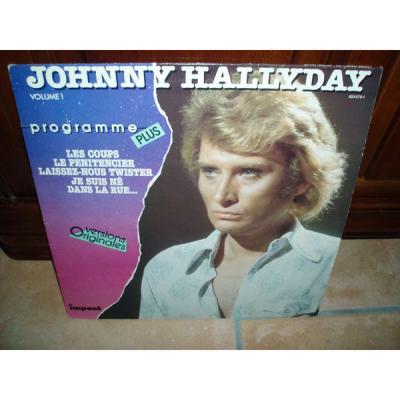 JOHNNY HALLYDAY
VOLUME 1
programme
PLUS
LES COUPS
LE PENITENCIER
LAISSEZ-NOUS TWISTER
JE SUIS NÉ
DANS LA RUE...
versions
Originales
impact